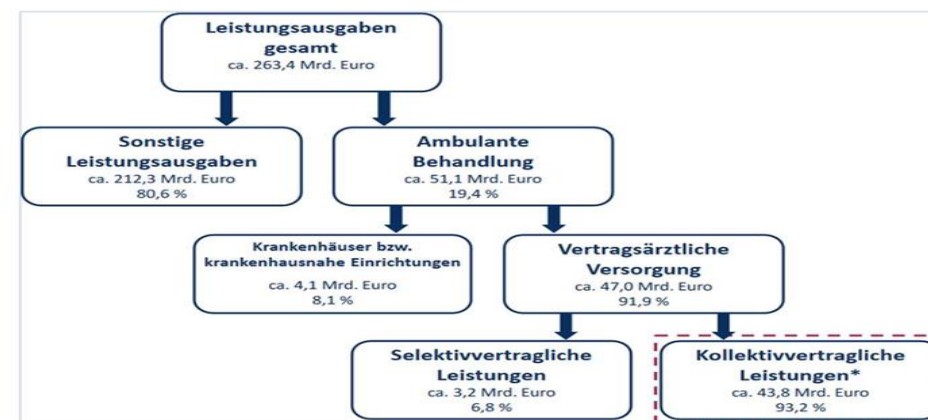 Leistungsausgaben
gesamt
ca. 263,4 Mrd. Euro
Sonstige
Leistungsausgaben
ca. 212,3 Mrd. Euro
80,6 %
Ambulante
Behandlung
ca. 51,1 Mrd. Euro
19,4 %
Krankenhäuser bzw.
krankenhausnahe Einrichtungen
ca. 4,1 Mrd. Euro
8,1 %
Vertragsärztliche
Versorgung
ca. 47,0 Mrd. Euro
91,9 %
Selektivvertragliche
Leistungen
ca. 3,2 Mrd. Euro
6,8 %
Kollektivvertragliche
Leistungen*
ca. 43,8 Mrd. Euro
93,2 %